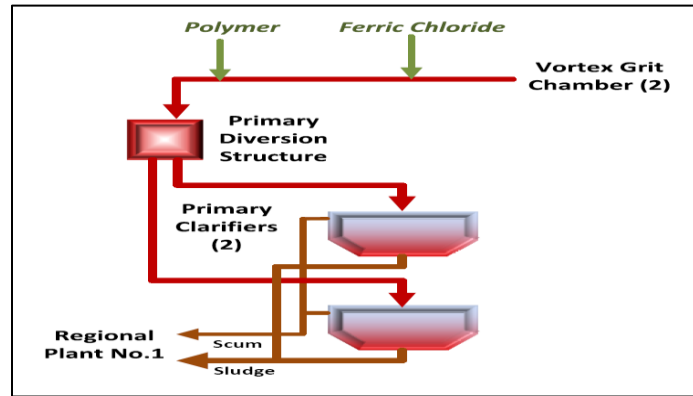 Polymer
Ferric Chloride
Vortex Grit
Chamber (2)
Primary
Diversion
Structure
Primary
Clarifiers
(2)
Regional
Plant No.1
Scum
Sludge